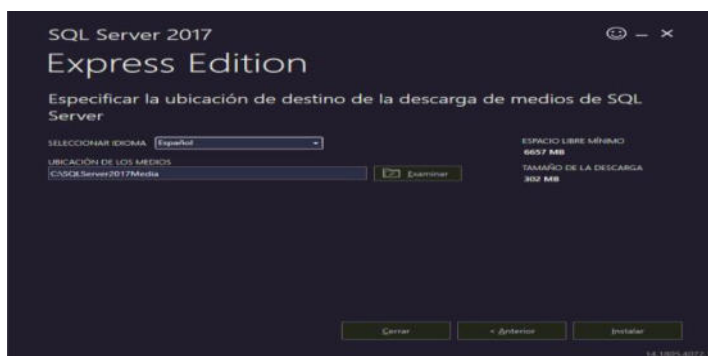 SQL Server 2017
Express Edition
Especificar la ubicación de destino de la descarga de medios de SQL
Server
SELECCIONAR IDIOMA Español
ESPACIO LIBRE MÍNIMO
6657 MB
UBICACIÓN DE LOS MEDIOS
C:\SQLServer2017Media
Examinar
TAMAÑO DE LA DESCARGA
302 MB
Cerrar
< Anterior
Instalar